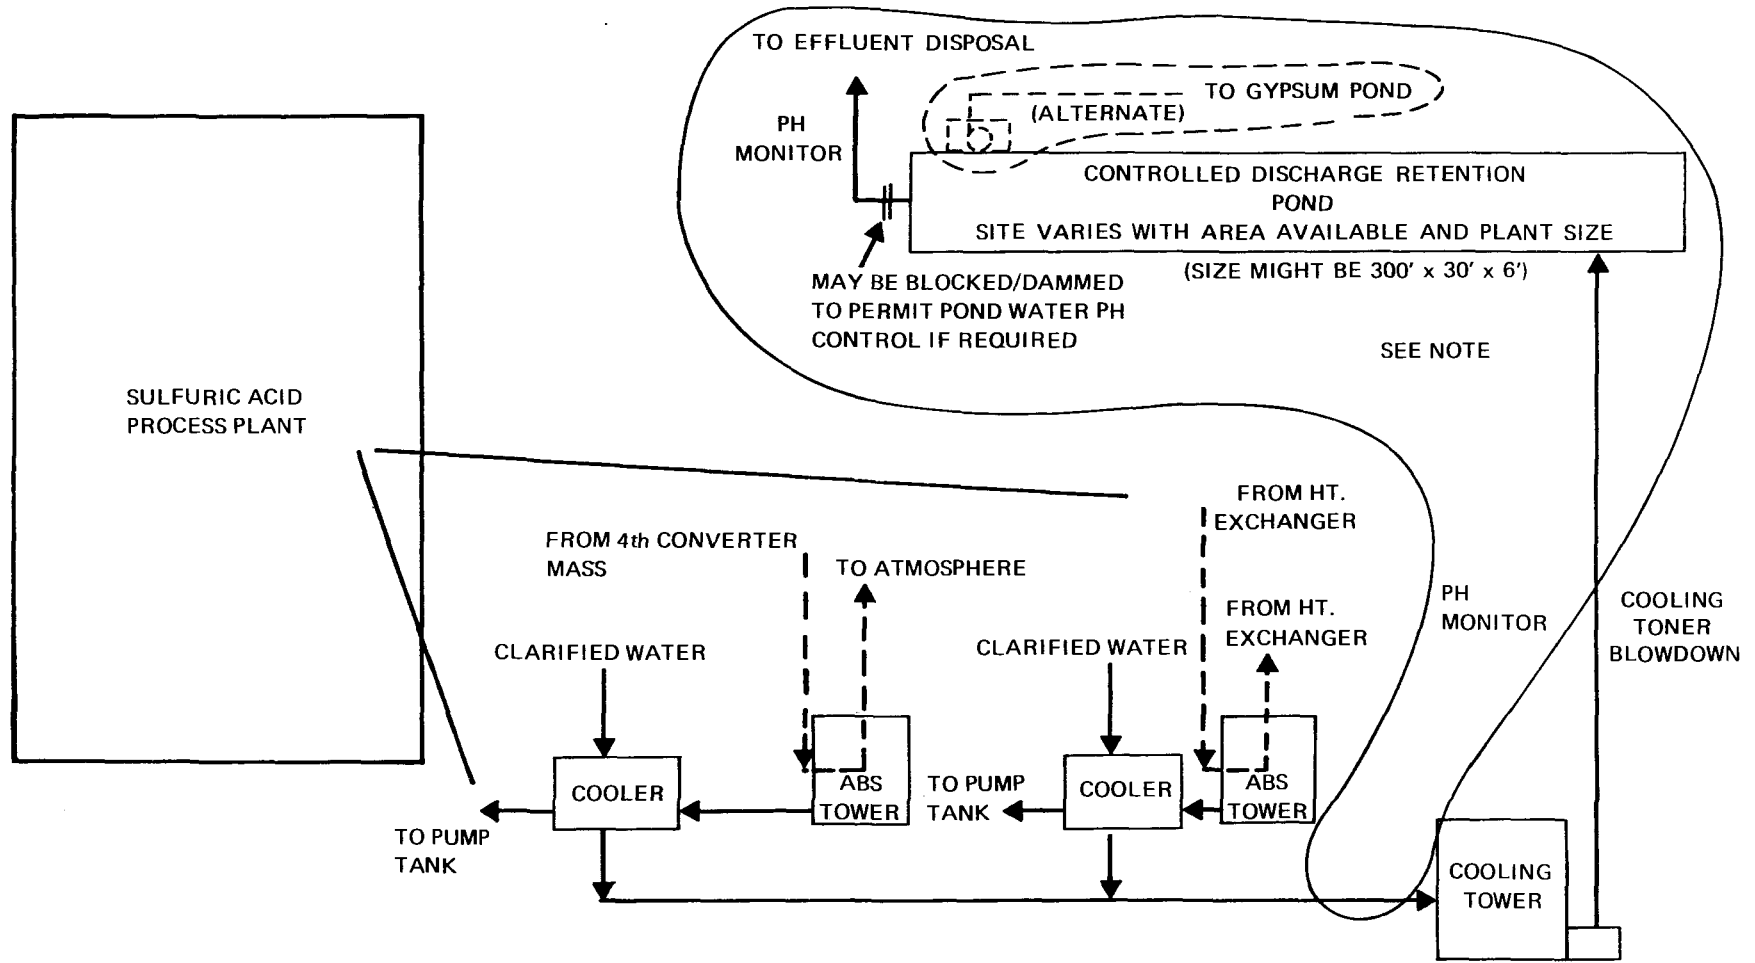 TO EFFLUENT DISPOSAL
TO GYPSUM POND
(ALTERNATE)
PH
MONITOR
CONTROLLED DISCHARGE RETENTION
POND
SITE VARIES WITH AREA AVAILABLE AND PLANT SIZE
(SIZE MIGHT BE 300' x 30' x 6')
MAY BE BLOCKED/DAMMED
TO PERMIT POND WATER PH
CONTROL IF REQUIRED
SEE NOTE
SULFURIC ACID
PROCESS PLANT
FROM HT.
EXCHANGER
FROM 4th CONVERTER
MASS
TO ATMOSPHERE
FROM HT.
EXCHANGER
PH
MONITOR
COOLING
TONER
BLOWDOWN
CLARIFIED WATER
CLARIFIED WATER
COOLER
ABS
TOWER
TO PUMP
TANK
COOLER
ABS
TOWER
TO PUMP
TANK
COOLING
TOWER